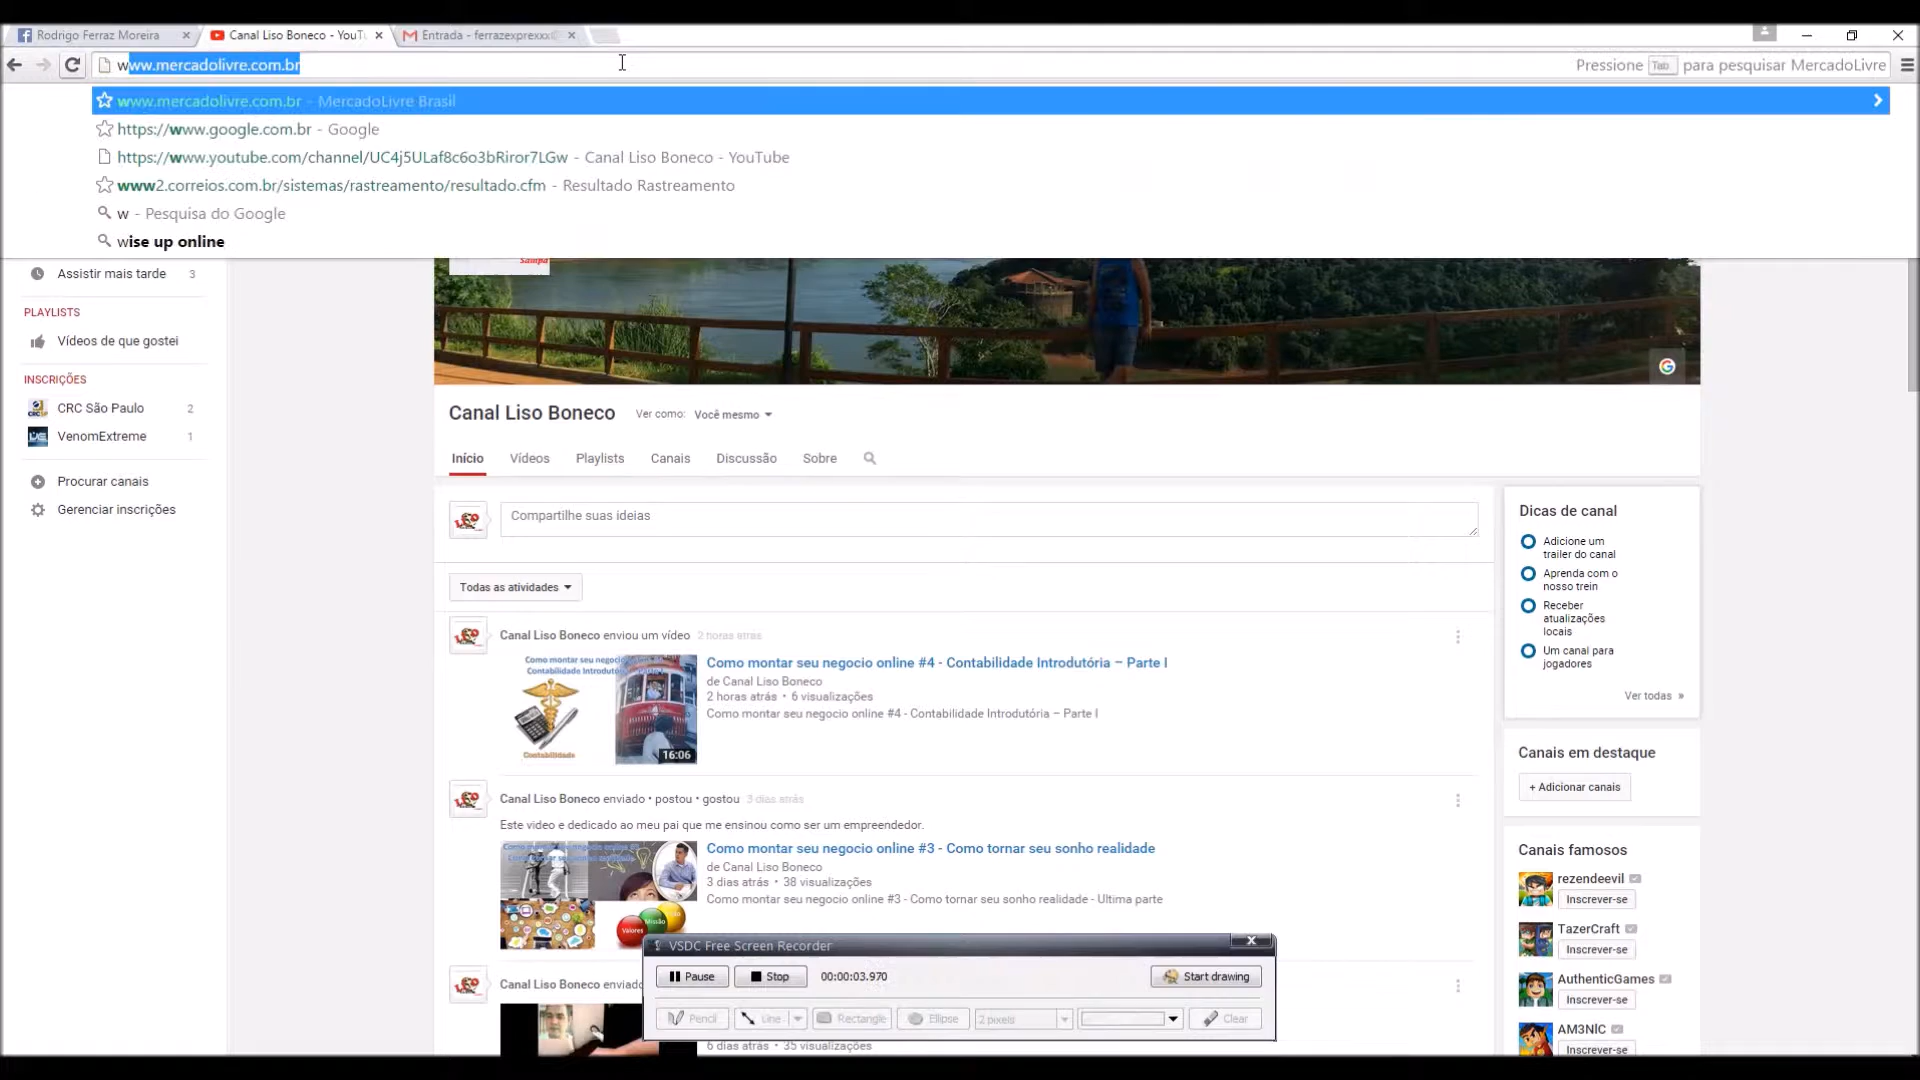 Rodrigo Ferraz Moreira
Canal Liso Boneco - YouT
Entrada - ferrazexprexxx
www.mercadolivre.com.br
Pressione Tab para pesquisar MercadoLivre
www.mercadolivre.com.br - MercadoLivre Brasil
https://www.google.com.br - Google
https://www.youtube.com/channel/UC4j5ULaf8c6o3bRiror7LGw - Canal Liso Boneco - YouTube
www2.correios.com.br/sistemas/rastreamento/resultado.cfm - Resultado Rastreamento
w - Pesquisa do Google
wise up online
Sampa
Assistir mais tarde 3
PLAYLISTS
Vídeos de que gostei
INSCRIÇÕES
CRC São Paulo 2
VenomExtreme 1
Procurar canais
Gerenciar inscrições
Canal Liso Boneco
Ver como: Você mesmo
Início Vídeos Playlists Canais Discussão Sobre
Compartilhe suas ideias
Todas as atividades
Canal Liso Boneco enviou um vídeo 2 horas atrás
Como montar seu negocio online #4 - Contabilidade Introdutória – Parte I
de Canal Liso Boneco
2 horas atrás • 6 visualizações
Como montar seu negocio online #4 - Contabilidade Introdutória – Parte I
Contabilidade
16:06
Canal Liso Boneco enviado • postou • gostou 3 dias atrás
Este video e dedicado ao meu pai que me ensinou como ser um empreendedor.
Como montar seu negocio online #3 - Como tornar seu sonho realidade
de Canal Liso Boneco
3 dias atrás • 38 visualizações
Como montar seu negocio online #3 - Como tornar seu sonho realidade - Ultima parte
Valores
Missão
Canal Liso Boneco enviado
6 dias atrás • 35 visualizações
Dicas de canal
Adicione um
trailer do canal
Aprenda com o
nosso trein
Receber
atualizações
locais
Um canal para
jogadores
Ver todas »
Canais em destaque
+ Adicionar canais
Canais famosos
rezendeevil
Inscrever-se
TazerCraft
Inscrever-se
AuthenticGames
Inscrever-se
AM3NlC
Inscrever-se
VSDC Free Screen Recorder
Pause Stop 00:00:03.970 Start drawing
Pencil Line Rectangle Ellipse 2 pixels Clear